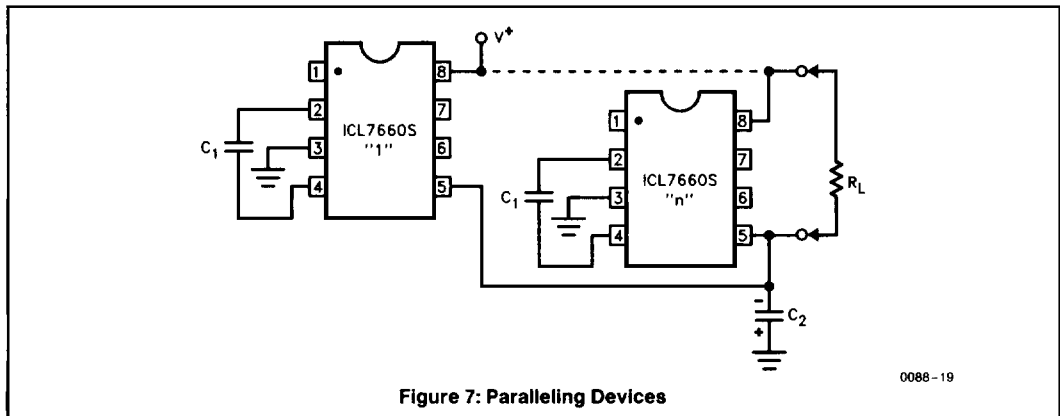 V+
1
2
3
4
ICL7660S
"1"
8
7
6
5
C1
1
2
3
4
ICL7660S
"n"
8
7
6
5
C1
RL
-
C2
+
0088-19
Figure 7: Paralleling Devices